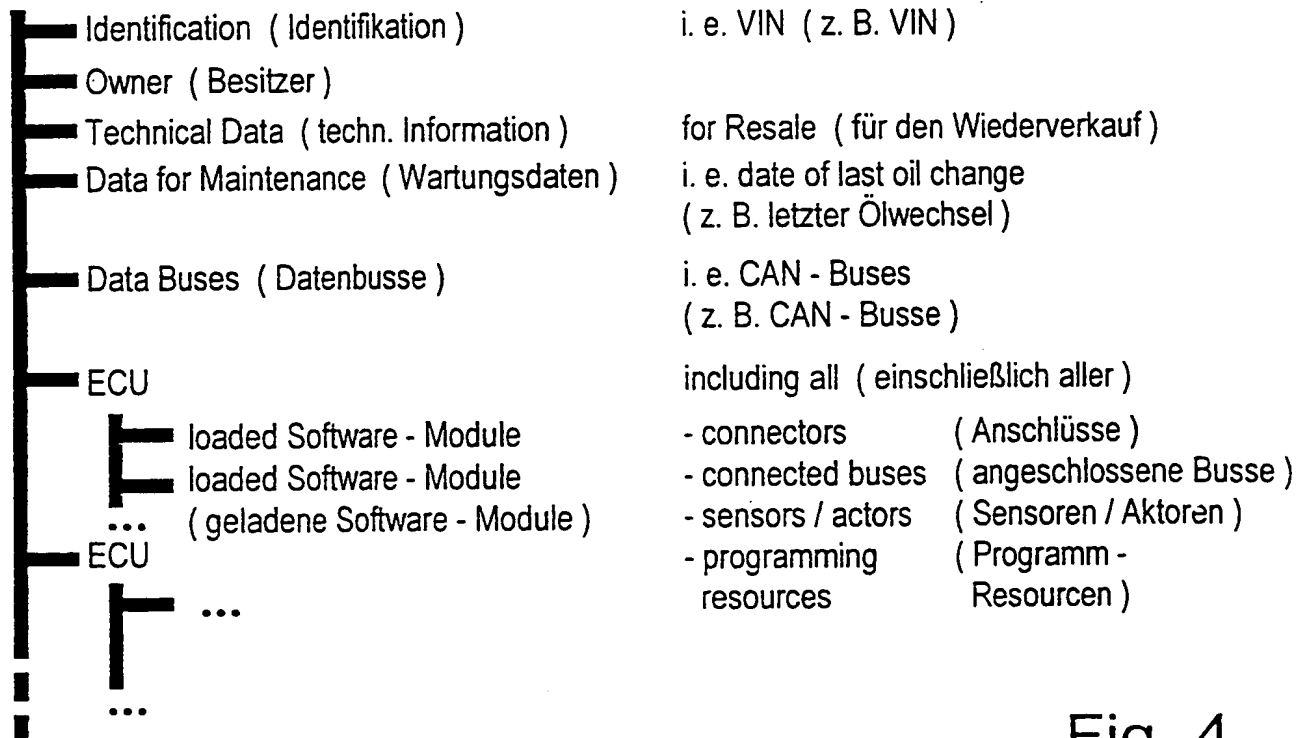 Identification ( Identifikation ) i. e. VIN ( z. B. VIN )
Owner ( Besitzer )
Technical Data ( techn. Information ) for Resale ( für den Wiederverkauf )
Data for Maintenance ( Wartungsdaten ) i. e. date of last oil change
( z. B. letzter Ölwechsel )
Data Buses ( Datenbusse ) i. e. CAN - Buses
( z. B. CAN - Busse )
ECU including all ( einschließlich aller )
loaded Software - Module - connectors ( Anschlüsse )
loaded Software - Module - connected buses ( angeschlossene Busse )
... ( geladene Software - Module ) - sensors / actors ( Sensoren / Aktoren )
ECU - programming ( Programm -
... resources Resourcen )
...
Fig. 4